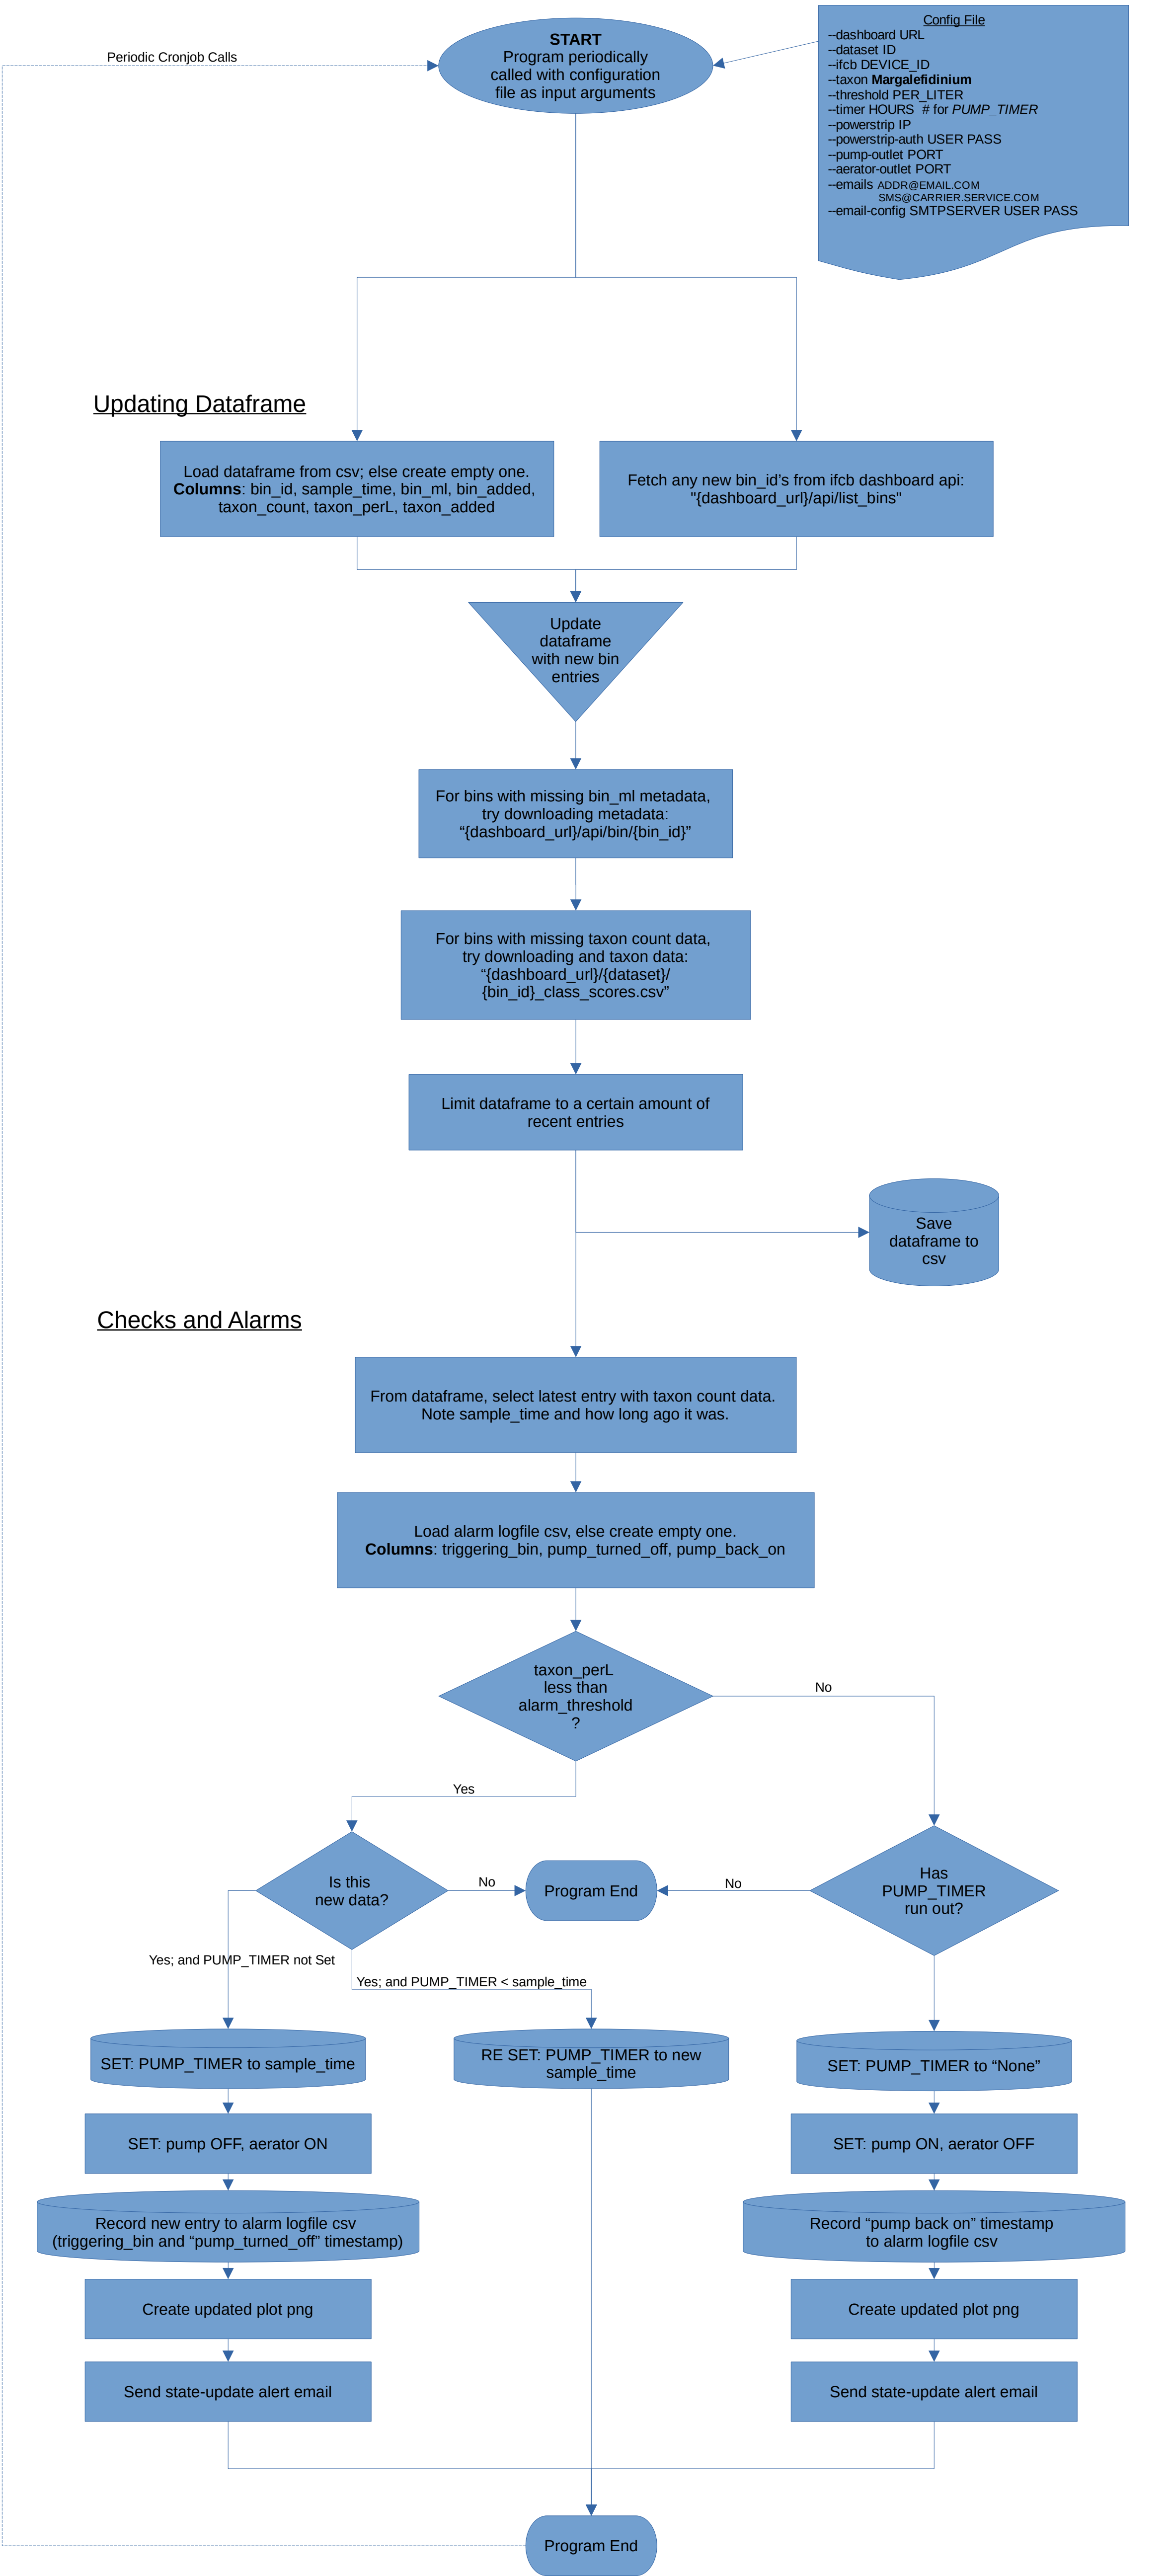 Periodic Cronjob Calls
START
Program periodically
called with configuration
file as input arguments
Config File
--dashboard URL
--dataset ID
--ifcb DEVICE_ID
--taxon Margalefidinium
--threshold PER_LITER
--timer HOURS  # for PUMP_TIMER
--powerstrip IP
--powerstrip-auth USER PASS
--pump-outlet PORT
--aerator-outlet PORT
--emails ADDR@EMAIL.COM
SMS@CARRIER.SERVICE.COM
--email-config SMTPSERVER USER PASS
Updating Dataframe
Load dataframe from csv; else create empty one.
Columns: bin_id, sample_time, bin_ml, bin_added,
taxon_count, taxon_perL, taxon_added
Fetch any new bin_id’s from ifcb dashboard api:
"{dashboard_url}/api/list_bins"
Update
dataframe
with new bin
entries
For bins with missing bin_ml metadata,
try downloading metadata:
“{dashboard_url}/api/bin/{bin_id}”
For bins with missing taxon count data,
try downloading and taxon data:
“{dashboard_url}/{dataset}/
{bin_id}_class_scores.csv”
Limit dataframe to a certain amount of
recent entries
Save
dataframe to
csv
Checks and Alarms
From dataframe, select latest entry with taxon count data.
Note sample_time and how long ago it was.
Load alarm logfile csv, else create empty one.
Columns: triggering_bin, pump_turned_off, pump_back_on
taxon_perL
less than
alarm_threshold
?
No
Yes
Is this
new data?
No
Program End
No
Has
PUMP_TIMER
run out?
Yes; and PUMP_TIMER not Set
Yes; and PUMP_TIMER < sample_time
SET: PUMP_TIMER to sample_time
RE SET: PUMP_TIMER to new
sample_time
SET: PUMP_TIMER to “None”
SET: pump OFF, aerator ON
SET: pump ON, aerator OFF
Record new entry to alarm logfile csv
(triggering_bin and “pump_turned_off” timestamp)
Record “pump back on” timestamp
to alarm logfile csv
Create updated plot png
Create updated plot png
Send state-update alert email
Send state-update alert email
Program End